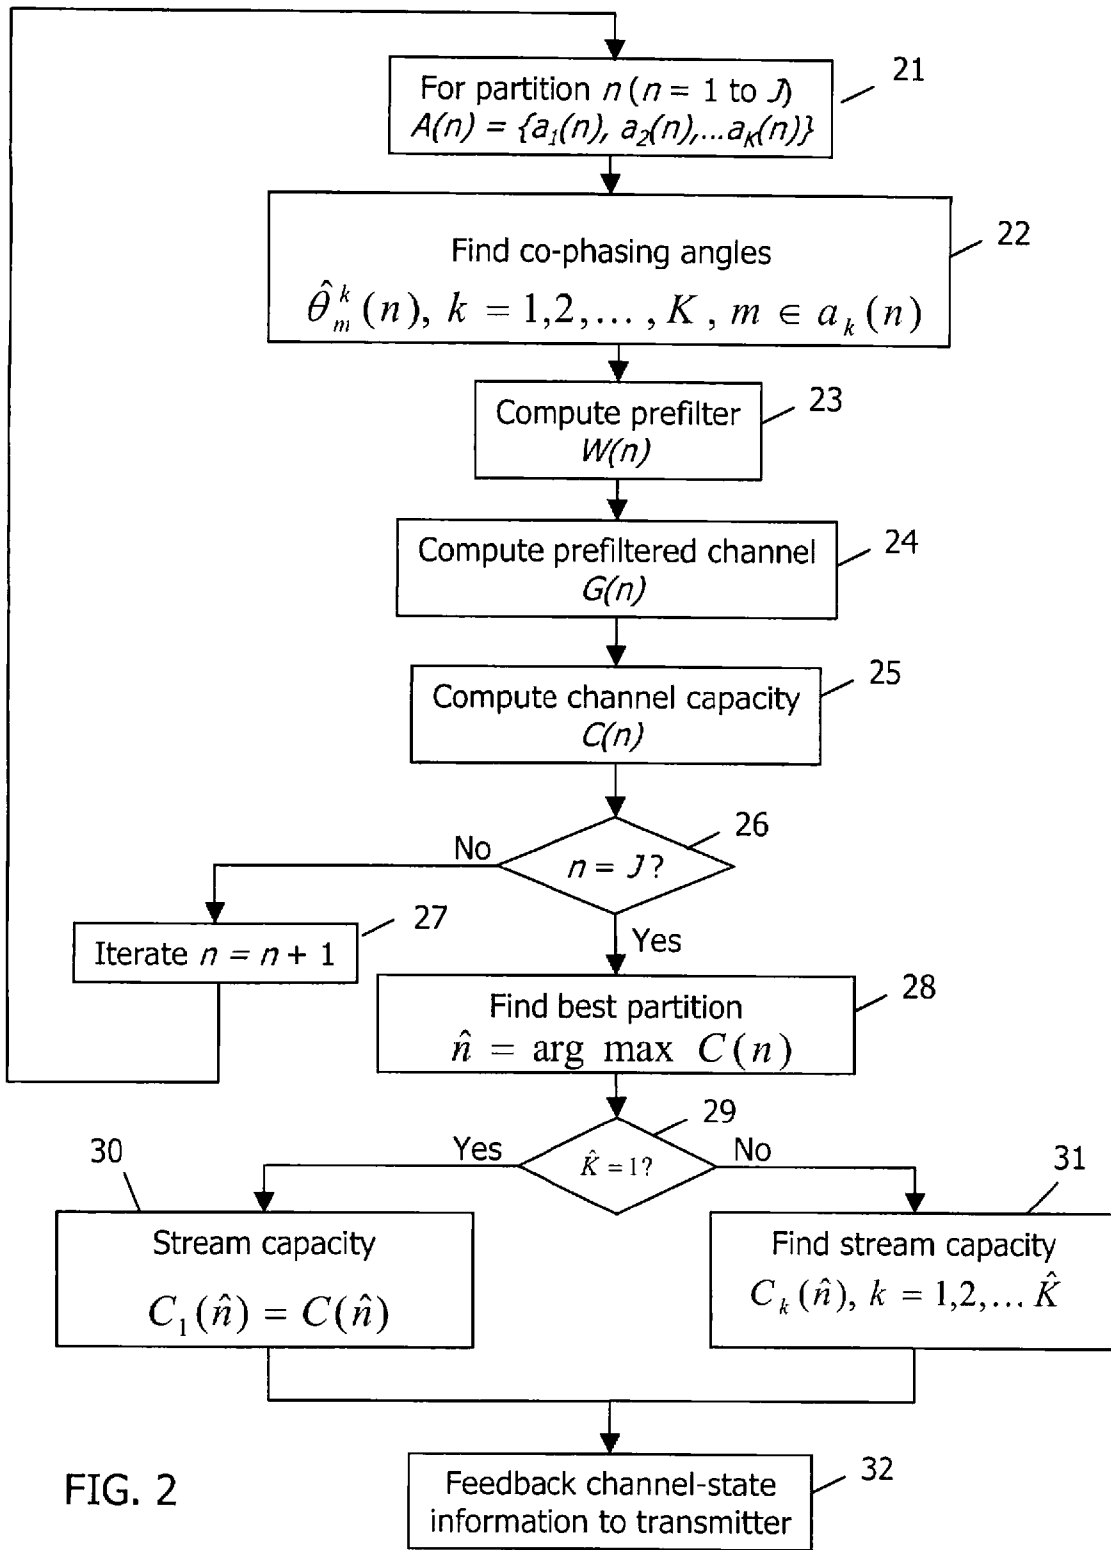 For partition n (n = 1 to J)
A(n) = {a₁(n), a₂(n),...a_K(n)}
21
Find co-phasing angles
θ̂ₘᵏ(n), k = 1,2,... , K , m ∈ aₖ(n)
22
Compute prefilter
W(n)
23
Compute prefiltered channel
G(n)
24
Compute channel capacity
C(n)
25
n = J?
26
No
Yes
Iterate n = n + 1
27
Find best partition
n̂ = arg max C(n)
28
K̂ = 1?
29
Yes
No
30
Stream capacity
C₁(n̂) = C(n̂)
31
Find stream capacity
Cₖ(n̂), k = 1,2,... K̂
Feedback channel-state
information to transmitter
32
FIG. 2